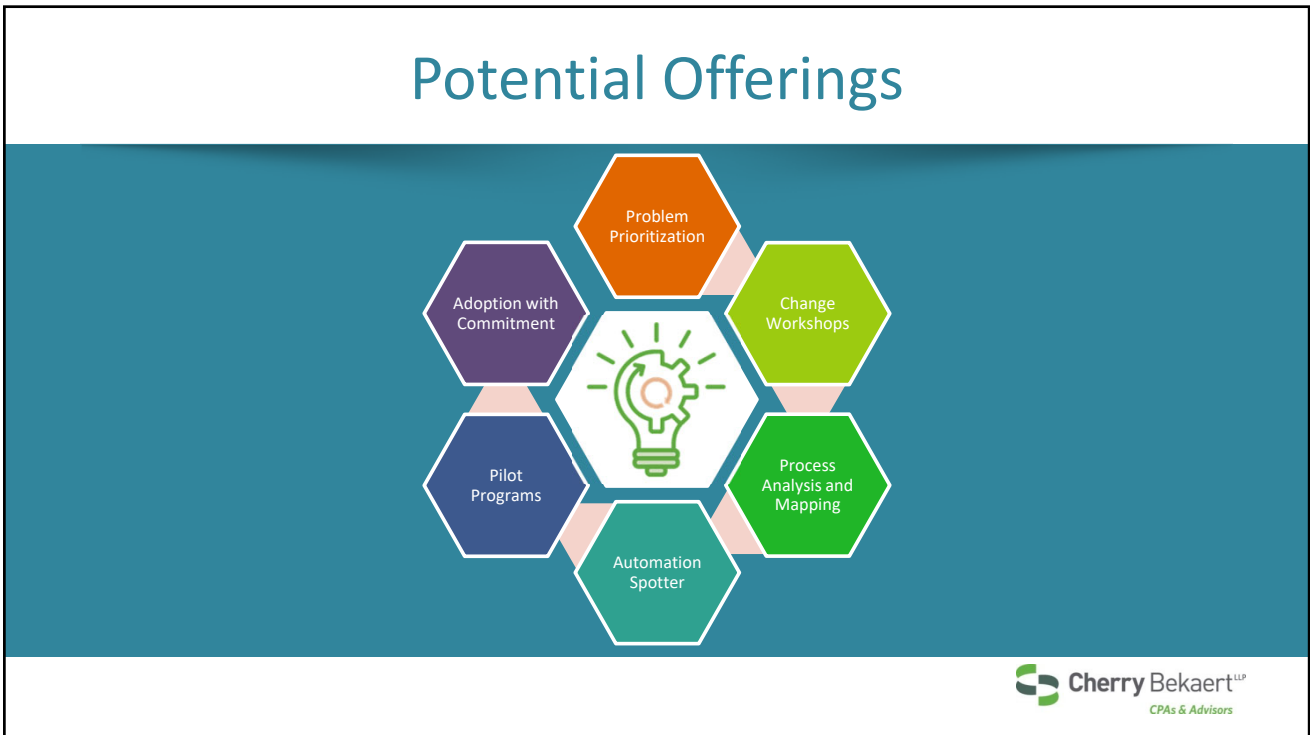 Potential Offerings
Problem
Prioritization
Change
Workshops
Process
Analysis and
Mapping
Automation
Spotter
Pilot
Programs
Adoption with
Commitment
Cherry Bekaert LLP
CPAs & Advisors